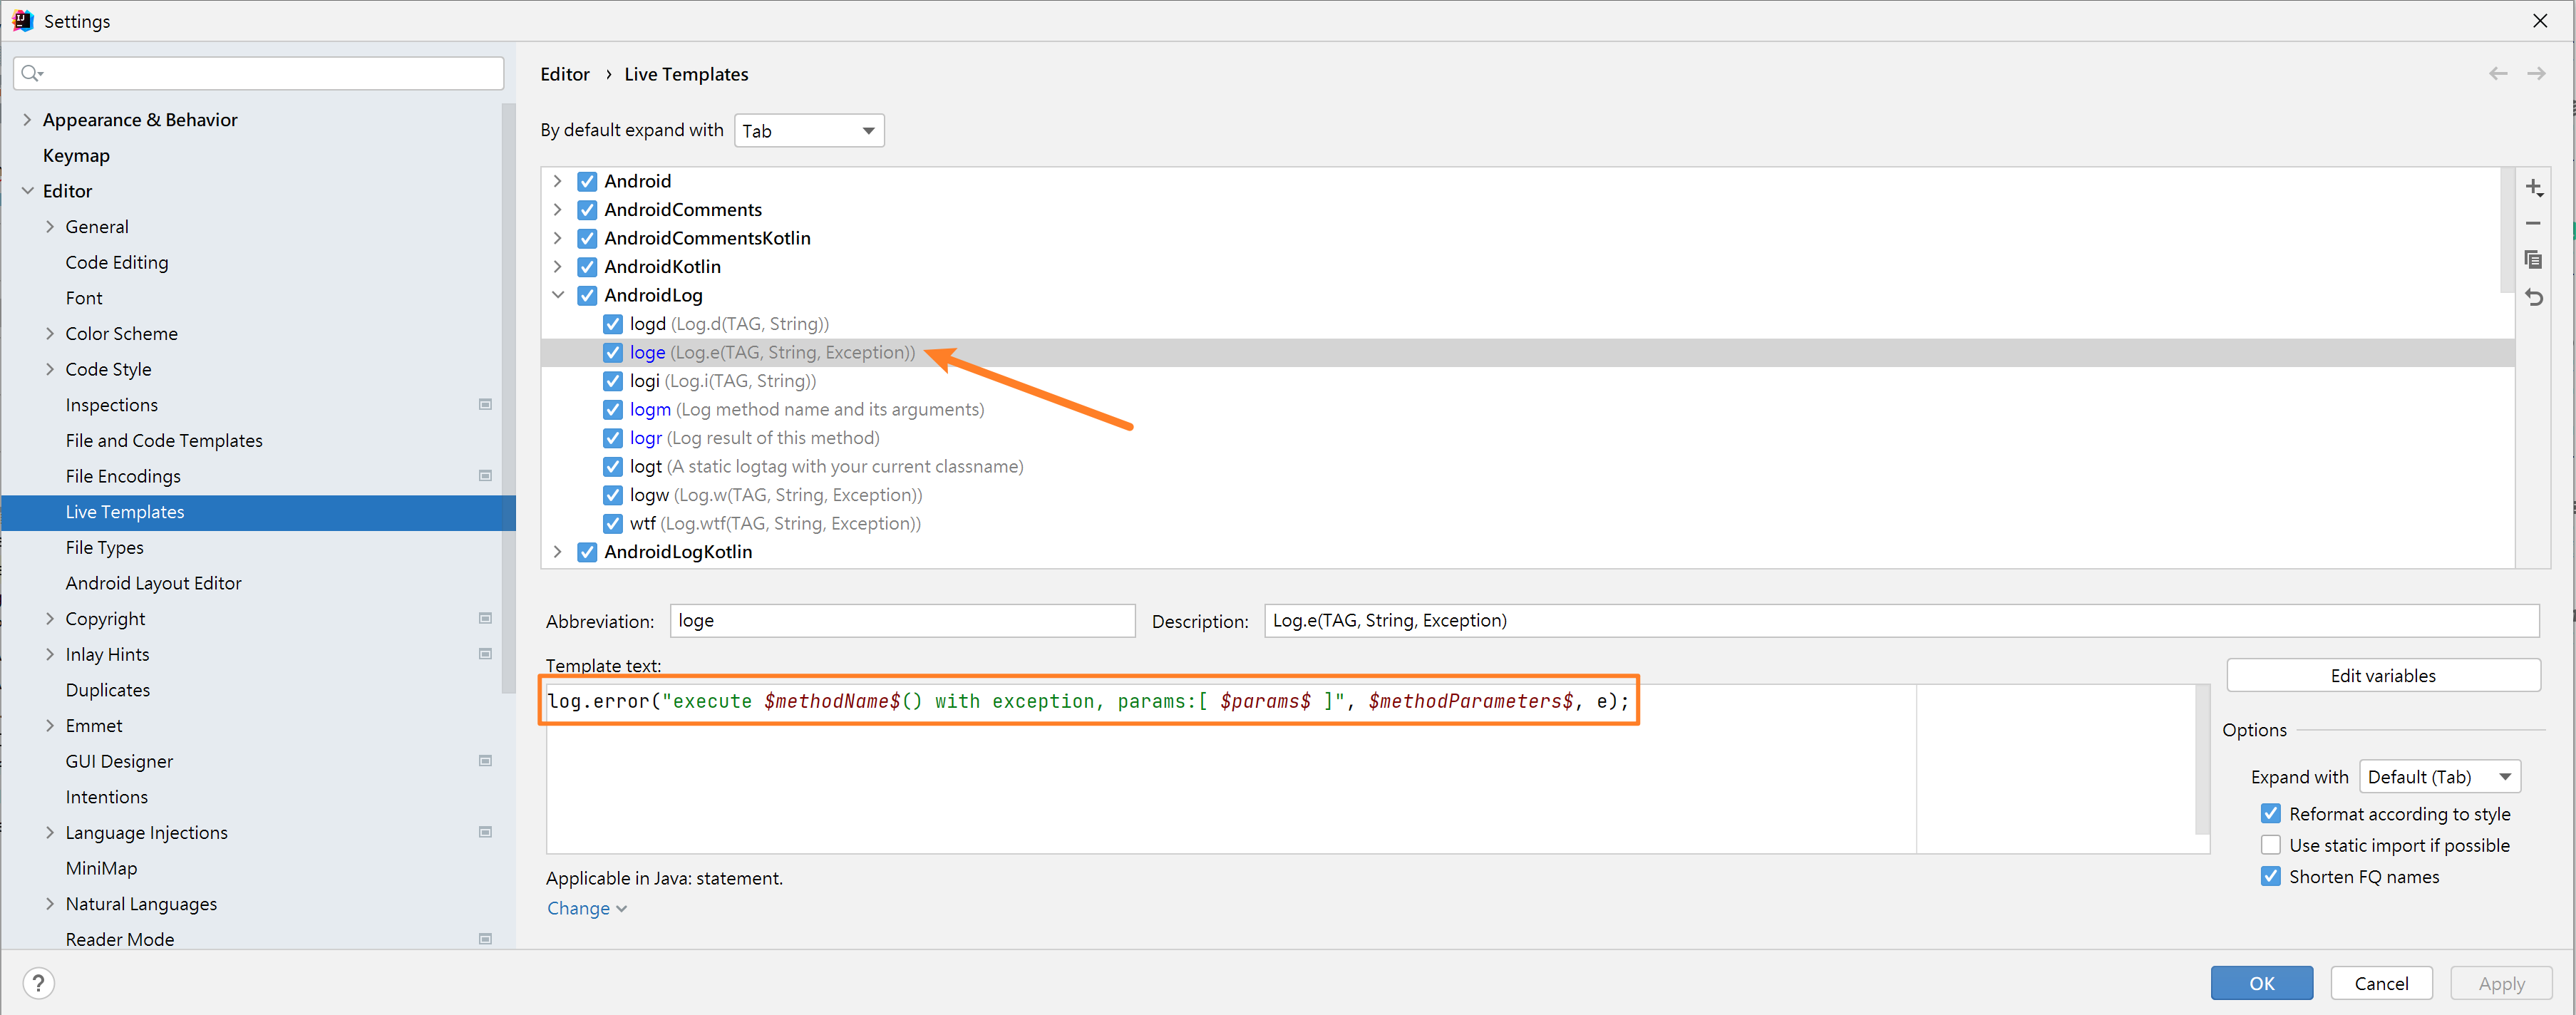 Settings
Appearance & Behavior
Keymap
Editor
General
Code Editing
Font
Color Scheme
Code Style
Inspections
File and Code Templates
File Encodings
Live Templates
File Types
Android Layout Editor
Copyright
Inlay Hints
Duplicates
Emmet
GUI Designer
Intentions
Language Injections
MiniMap
Natural Languages
Reader Mode
Editor › Live Templates
By default expand with Tab
Android
AndroidComments
AndroidCommentsKotlin
AndroidKotlin
AndroidLog
logd (Log.d(TAG, String))
loge (Log.e(TAG, String, Exception))
logi (Log.i(TAG, String))
logm (Log method name and its arguments)
logr (Log result of this method)
logt (A static logtag with your current classname)
logw (Log.w(TAG, String, Exception))
wtf (Log.wtf(TAG, String, Exception))
AndroidLogKotlin
Abbreviation: loge Description: Log.e(TAG, String, Exception)
Template text:
log.error("execute $methodName$() with exception, params:[ $params$ ]", $methodParameters$, e);
Edit variables
Options
Expand with Default (Tab)
Reformat according to style
Use static import if possible
Shorten FQ names
Applicable in Java: statement.
Change
? OK Cancel Apply